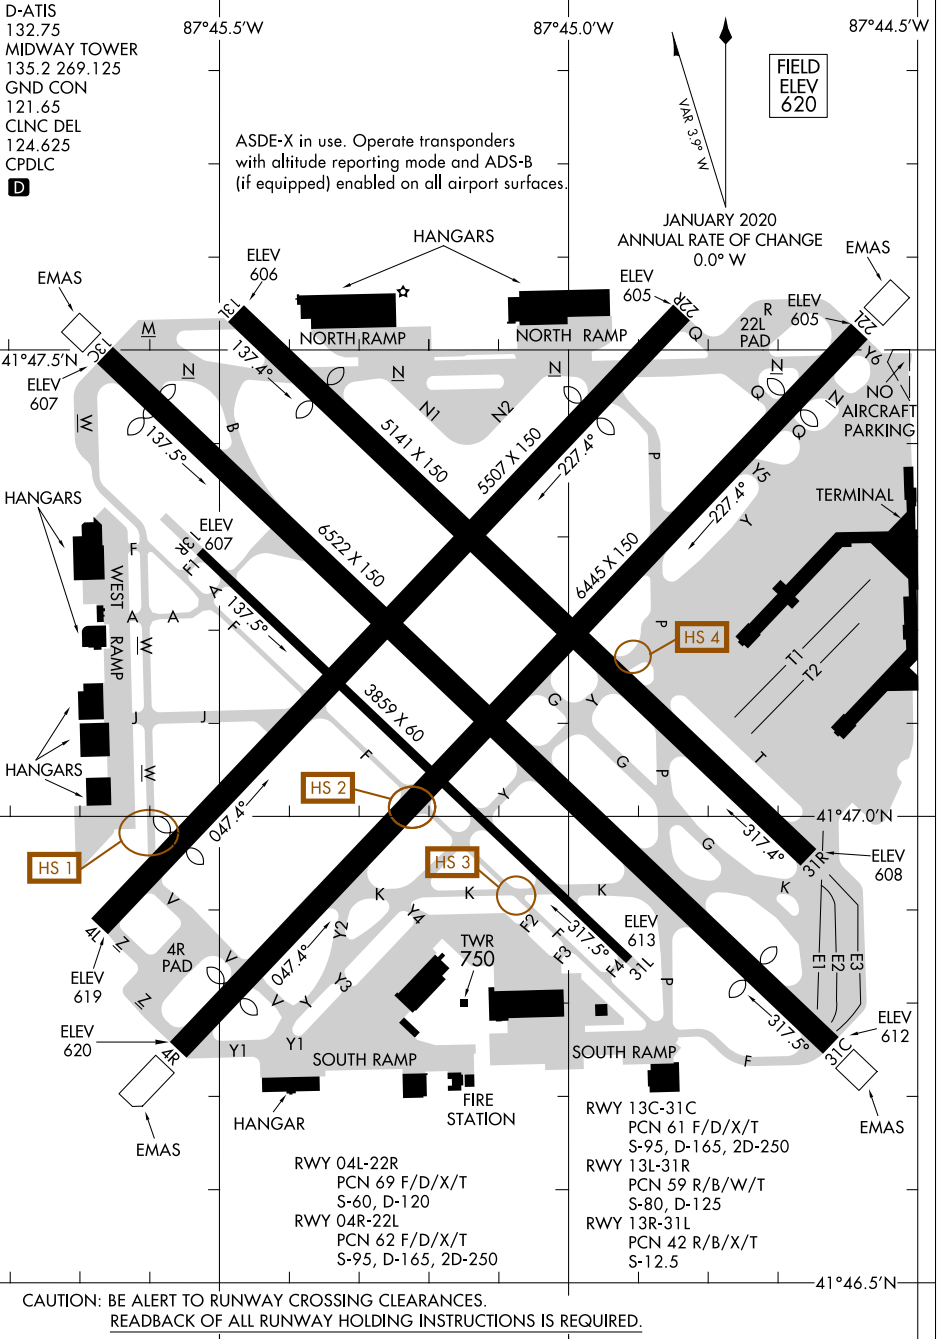 D-ATIS
132.75
MIDWAY TOWER
135.2 269.125
GND CON
121.65
CLNC DEL
124.625
CPDLC
D
87°45.5'W
87°45.0'W
87°44.5'W
FIELD
ELEV
620
VAR 3.9° W
ASDE-X in use. Operate transponders
with altitude reporting mode and ADS-B
(if equipped) enabled on all airport surfaces.
JANUARY 2020
ANNUAL RATE OF CHANGE
0.0° W
HANGARS
EMAS
ELEV
606
ELEV
605
ELEV
605
EMAS
13L
22R
R
22L
PAD
22L
M
NORTH RAMP
NORTH RAMP
Q
Y6
41°47.5'N
13C
ELEV
607
137.4°
N
N
N
N
N
Q
Q
NO
AIRCRAFT
PARKING
W
B
137.5°
N1
N2
5141 X 150
5507 X 150
227.4°
P
Y5
227.4°
Y
HANGARS
ELEV
607
13R
F1
F
WEST
RAMP
6522 X 150
6445 X 150
TERMINAL
A
A
A
137.5°
F
W
P
HS 4
T1
T2
J
J
3859 X 60
G
Y
HANGARS
W
F
G
P
T
HS 2
Y
047.4°
41°47.0'N
HS 1
HS 3
G
317.4°
31R
ELEV
608
V
K
K
K
K
4L
Z
4R
PAD
V
Y2
Y4
F2
F
F3
317.5°
ELEV
613
F4
31L
TWR
750
E1
E2
E3
ELEV
619
Z
047.4°
V
Y
Y3
P
ELEV
620
4R
Y1
Y1
SOUTH RAMP
SOUTH RAMP
F
317.5°
31C
ELEV
612
HANGAR
FIRE
STATION
EMAS
EMAS
RWY 13C-31C
PCN 61 F/D/X/T
S-95, D-165, 2D-250
RWY 04L-22R
PCN 69 F/D/X/T
S-60, D-120
RWY 13L-31R
PCN 59 R/B/W/T
S-80, D-125
RWY 04R-22L
PCN 62 F/D/X/T
S-95, D-165, 2D-250
RWY 13R-31L
PCN 42 R/B/X/T
S-12.5
41°46.5'N
CAUTION: BE ALERT TO RUNWAY CROSSING CLEARANCES.
READBACK OF ALL RUNWAY HOLDING INSTRUCTIONS IS REQUIRED.